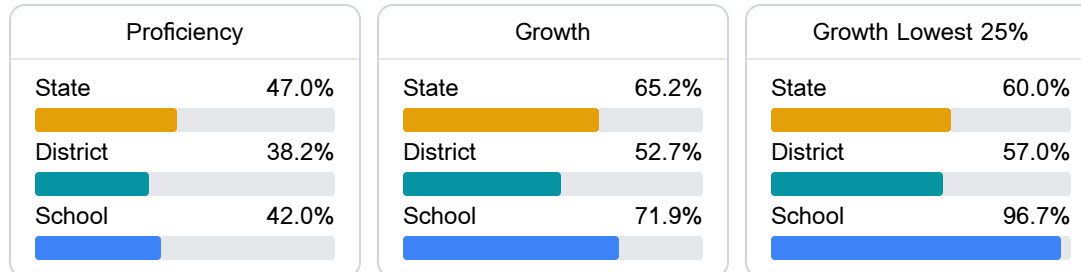 Proficiency
State 47.0%
District 38.2%
School 42.0%
Growth
State 65.2%
District 52.7%
School 71.9%
Growth Lowest 25%
State 60.0%
District 57.0%
School 96.7%